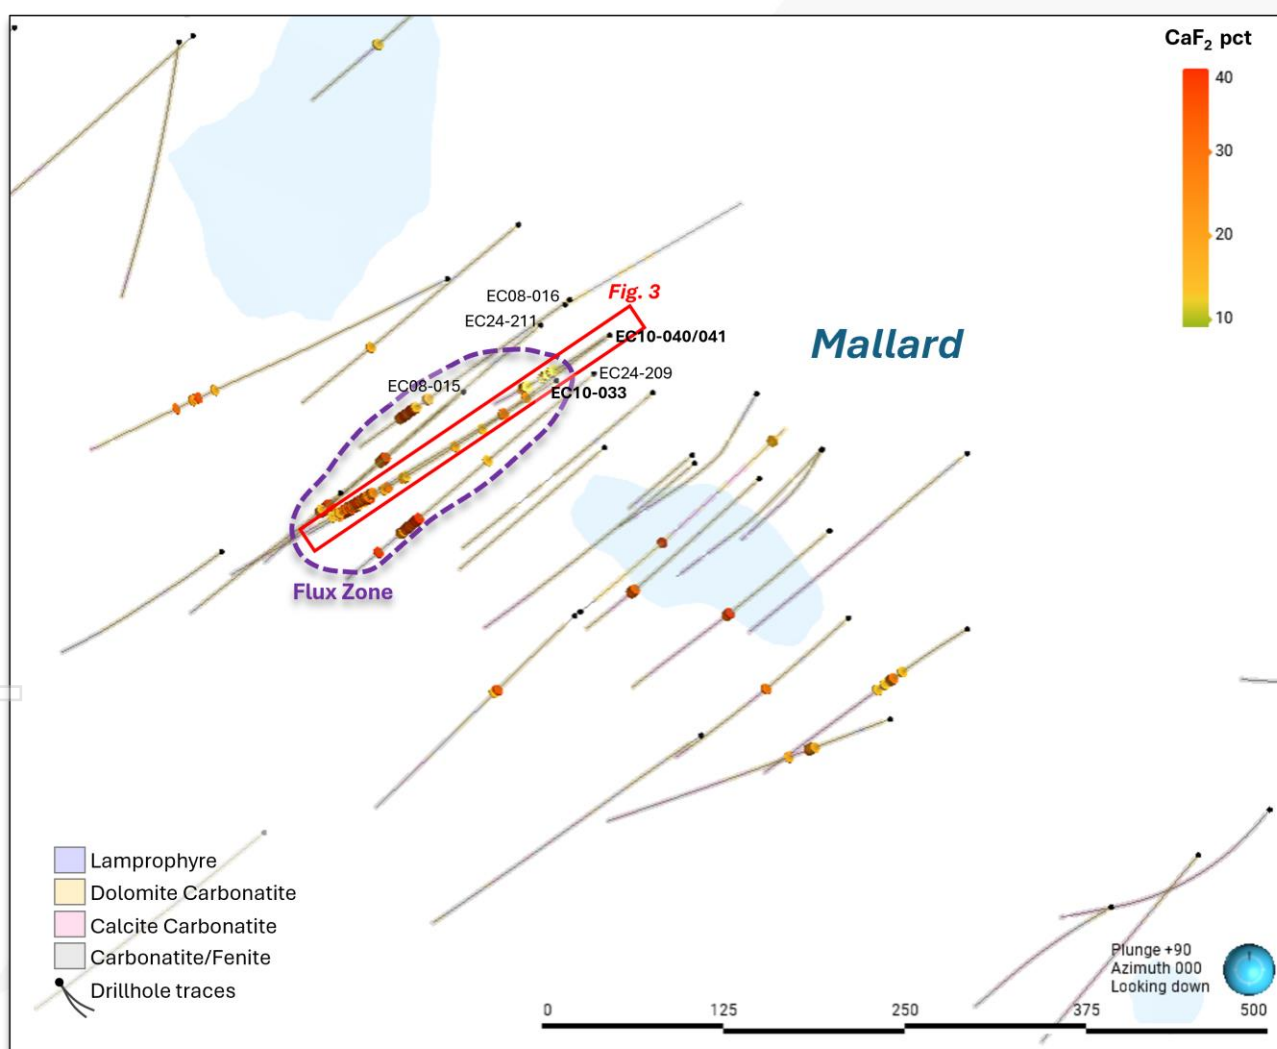 CaF₂ pct
40
30
20
10
EC08-016
Fig. 3
EC24-211
EC10-040/041
Mallard
EC24-209
EC08-015
EC10-033
Flux Zone
Lamprophyre
Dolomite Carbonatite
Calcite Carbonatite
Carbonatite/Fenite
Drillhole traces
Plunge +90
Azimuth 000
Looking down
0 125 250 375 500